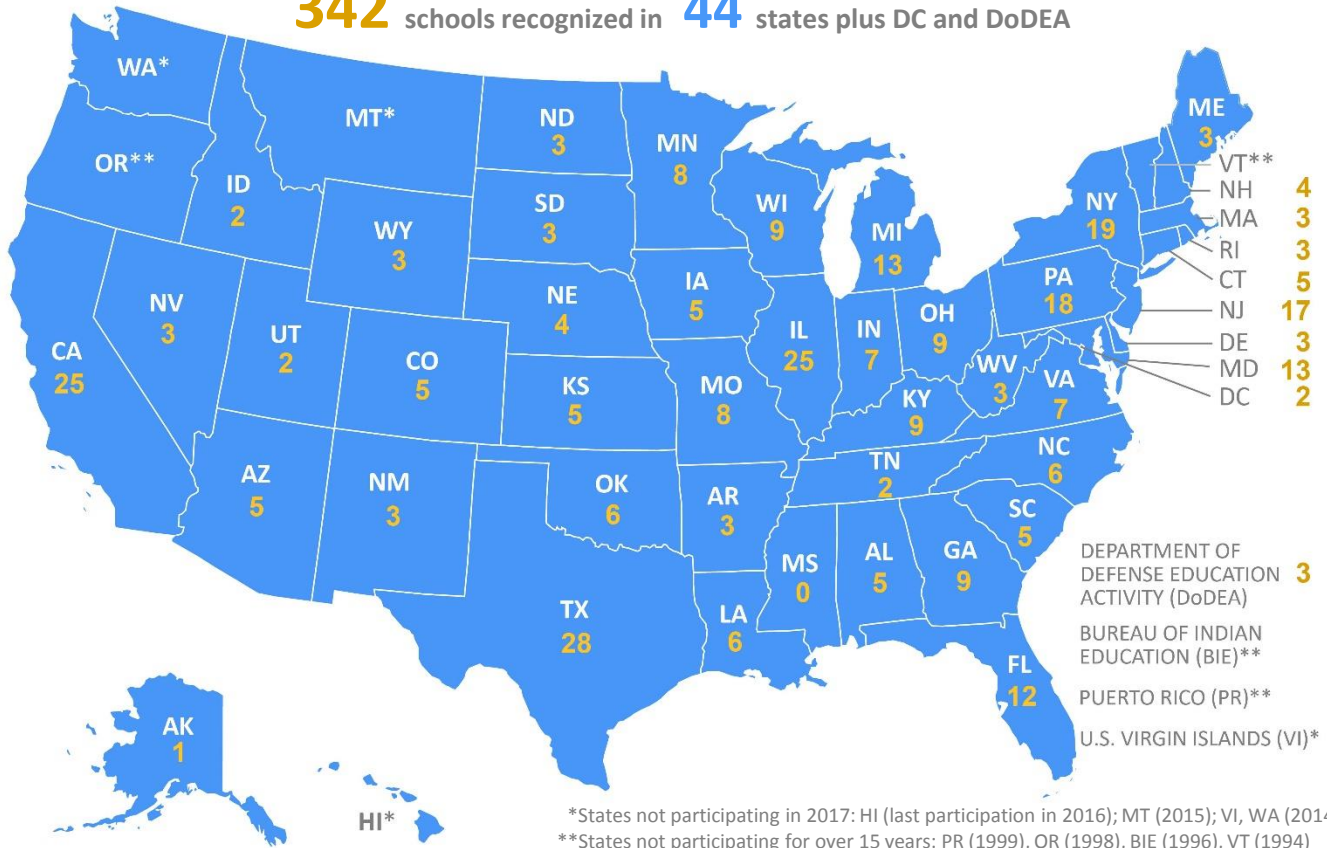 342 schools recognized in 44 states plus DC and DoDEA
WA*
MT*
ND
3
MN
8
ME
3
OR**
ID
2
SD
3
WI
9
MI
13
NY
19
VT**
NH 4
MA 3
RI 3
CT 5
NJ 17
DE 3
MD 13
DC 2
WY
3
IA
5
PA
18
NV
3
UT
2
NE
4
IL
25
IN
7
OH
9
CA
25
CO
5
KS
5
MO
8
WV
3
VA
7
KY
9
AZ
5
NM
3
OK
6
AR
3
TN
2
NC
6
SC
5
MS
0
AL
5
GA
9
TX
28
LA
6
FL
12
DEPARTMENT OF
DEFENSE EDUCATION 3
ACTIVITY (DoDEA)
BUREAU OF INDIAN
EDUCATION (BIE)**
PUERTO RICO (PR)**
U.S. VIRGIN ISLANDS (VI)*
AK
1
HI*
*States not participating in 2017: HI (last participation in 2016); MT (2015); VI, WA (2014
**States not participating for over 15 years: PR (1999), OR (1998), BIE (1996), VT (1994)